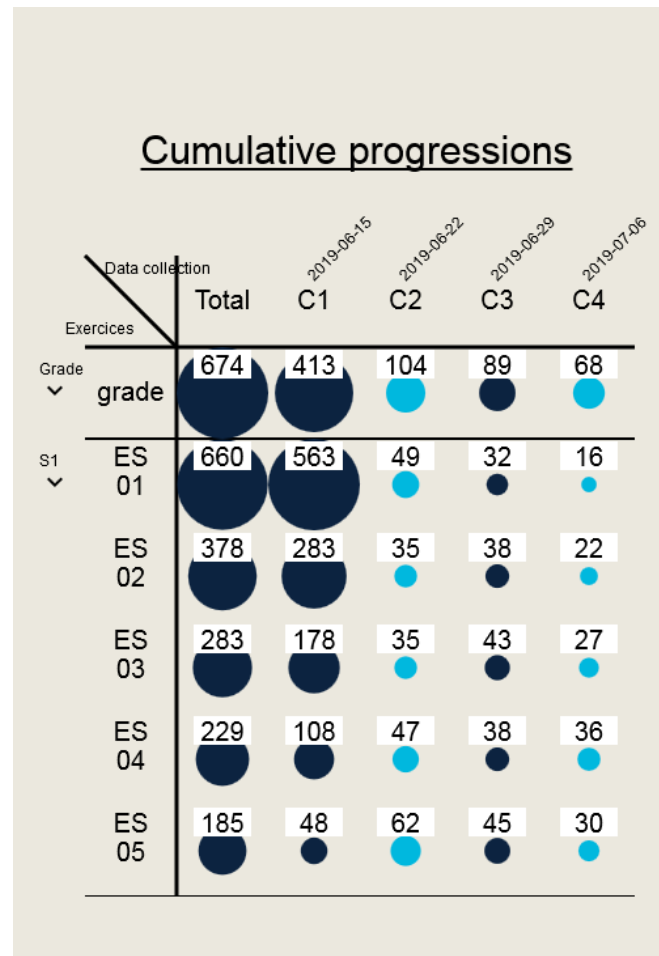 Cumulative progressions
2019-06-15 2019-06-22 2019-06-29 2019-07-06
Data collection
Total C1 C2 C3 C4
Exercices
Grade
grade 674 413 104 89 68
S1
ES 01 660 563 49 32 16
ES 02 378 283 35 38 22
ES 03 283 178 35 43 27
ES 04 229 108 47 38 36
ES 05 185 48 62 45 30